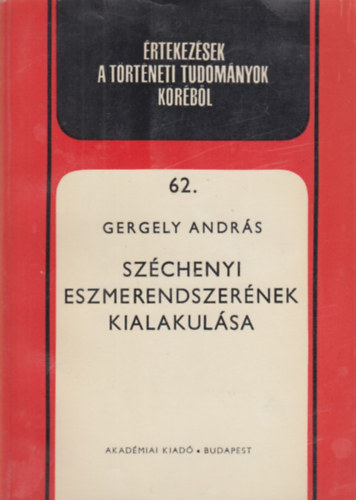 ÉRTEKEZÉSEK
A TÖRTÉNETI TUDOMÁNYOK
KÖRÉBŐL
62.
GERGELY ANDRÁS
SZÉCHENYI
ESZMERENDSZERÉNEK
KIALAKULÁSA
AKADÉMIAI KIADÓ • BUDAPEST